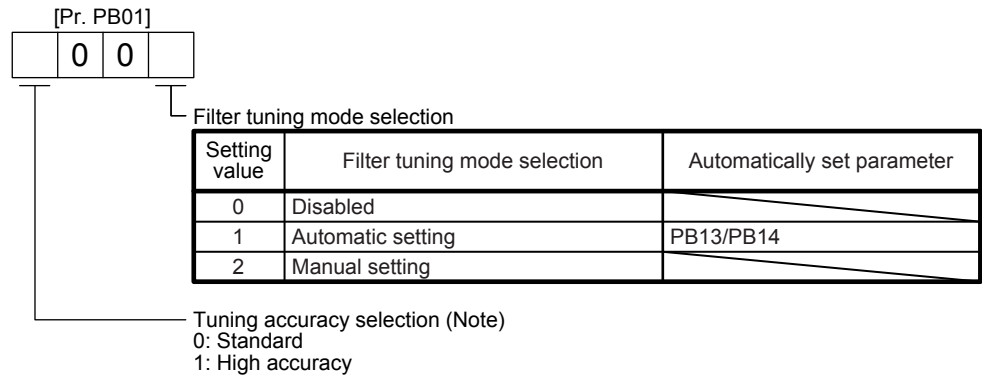 [Pr. PB01]
0 0
Filter tuning mode selection
Setting value Filter tuning mode selection Automatically set parameter
0 Disabled
1 Automatic setting PB13/PB14
2 Manual setting
Tuning accuracy selection (Note)
0: Standard
1: High accuracy